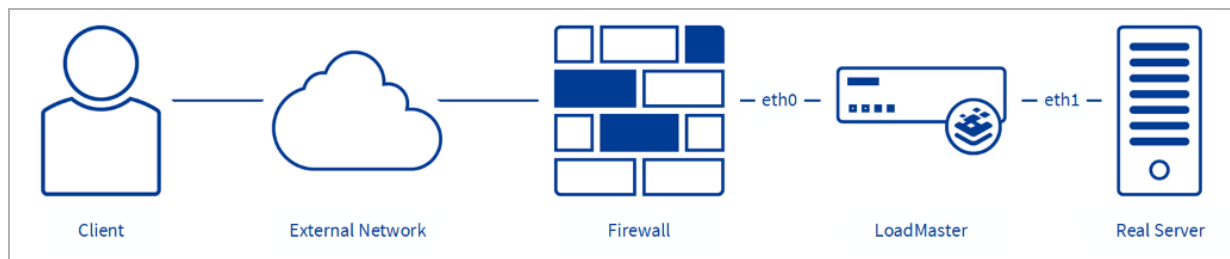 eth0
eth1
Client
External Network
Firewall
LoadMaster
Real Server